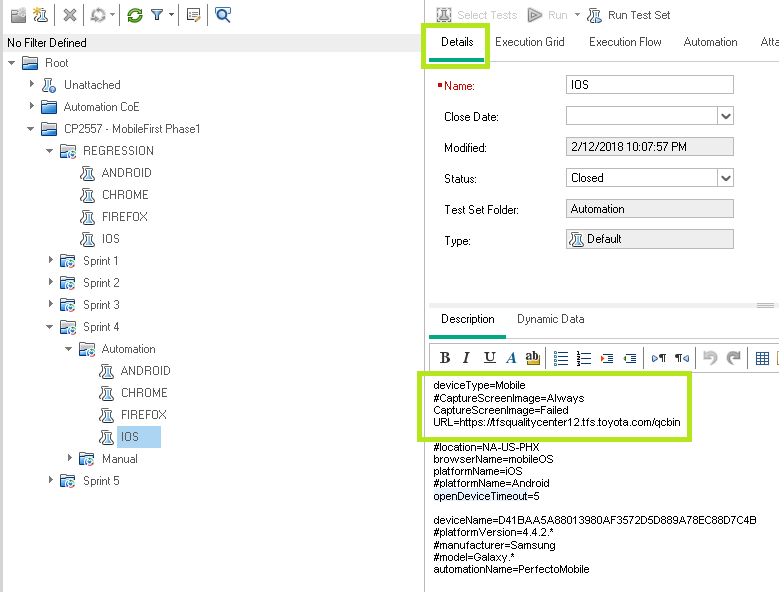 No Filter Defined
Root
Unattached
Automation CoE
CP2557 - MobileFirst Phase1
REGRESSION
ANDROID
CHROME
FIREFOX
IOS
Sprint 1
Sprint 2
Sprint 3
Sprint 4
Automation
ANDROID
CHROME
FIREFOX
IOS
Manual
Sprint 5
Select Tests Run Run Test Set
Details Execution Grid Execution Flow Automation Atta
Name: IOS
Close Date:
Modified: 2/12/2018 10:07:57 PM
Status: Closed
Test Set Folder: Automation
Type: Default
Description Dynamic Data
B I U A ab
deviceType=Mobile
#CaptureScreenImage=Always
CaptureScreenImage=Failed
URL=https://tfsqualitycenter12.tfs.toyota.com/qcbin
#location=NA-US-PHX
browserName=mobileOS
platformName=iOS
#platformName=Android
openDeviceTimeout=5
deviceName=D41BAA5A88013980AF3572D5D889A78EC88D7C4B
#platformVersion=4.4.2.*
#manufacturer=Samsung
#model=Galaxy.*
automationName=PerfectoMobile